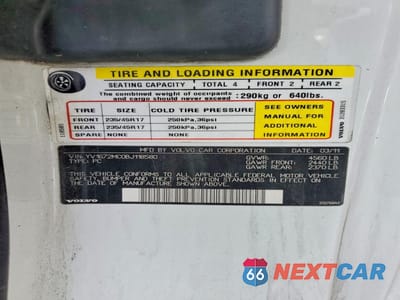 TIRE AND LOADING INFORMATION
SEATING CAPACITY TOTAL 4 FRONT 2 REAR 2
The combined weight of occupants and cargo should never exceed: 290kg or 640lbs.
TIRE SIZE COLD TIRE PRESSURE
FRONT 235/45R17 250kPa,36psi
REAR 235/45R17 250kPa,36psi
SPARE NONE NONE
SEE OWNERS
MANUAL FOR
ADDITIONAL
INFORMATION
VOLVO
MFD. BY VOLVO CAR CORPORATION 03/11
VIN: GVWR: 4560LB
TYPE: PC GAWR FRONT: 2440LB
GAWR REAR: 2370LB
THIS VEHICLE CONFORMS TO ALL APPLICABLE FEDERAL MOTOR VEHICLE
SAFETY, BUMPER AND THEFT PREVENTION STANDARDS IN EFFECT ON THE DATE OF
MANUFACTURE SHOWN ABOVE.
VOLVO
66 NEXTCAR